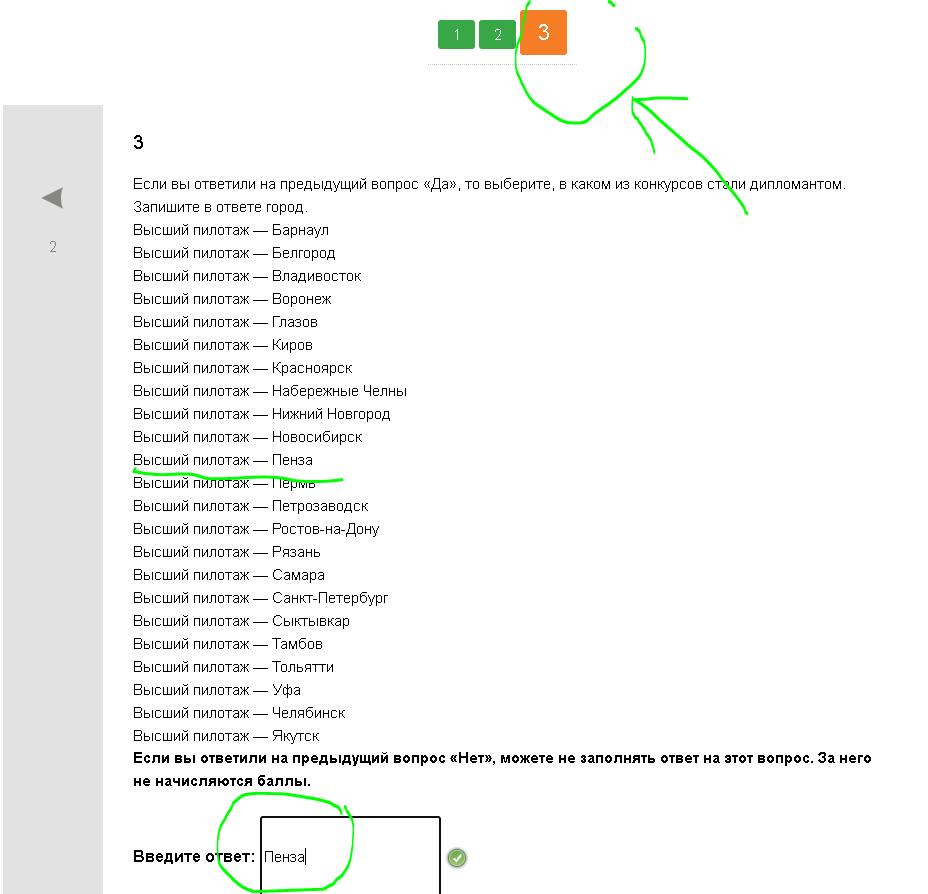 1 2 3
3
Если вы ответили на предыдущий вопрос «Да», то выберите, в каком из конкурсов стали дипломантом.
Запишите в ответе город.
Высший пилотаж — Барнаул
Высший пилотаж — Белгород
Высший пилотаж — Владивосток
Высший пилотаж — Воронеж
Высший пилотаж — Глазов
Высший пилотаж — Киров
Высший пилотаж — Красноярск
Высший пилотаж — Набережные Челны
Высший пилотаж — Нижний Новгород
Высший пилотаж — Новосибирск
Высший пилотаж — Пенза
Высший пилотаж — Пермь
Высший пилотаж — Петрозаводск
Высший пилотаж — Ростов-на-Дону
Высший пилотаж — Рязань
Высший пилотаж — Самара
Высший пилотаж — Санкт-Петербург
Высший пилотаж — Сыктывкар
Высший пилотаж — Тамбов
Высший пилотаж — Тольятти
Высший пилотаж — Уфа
Высший пилотаж — Челябинск
Высший пилотаж — Якутск
Если вы ответили на предыдущий вопрос «Нет», можете не заполнять ответ на этот вопрос. За него
не начисляются баллы.
Введите ответ: Пенза
2